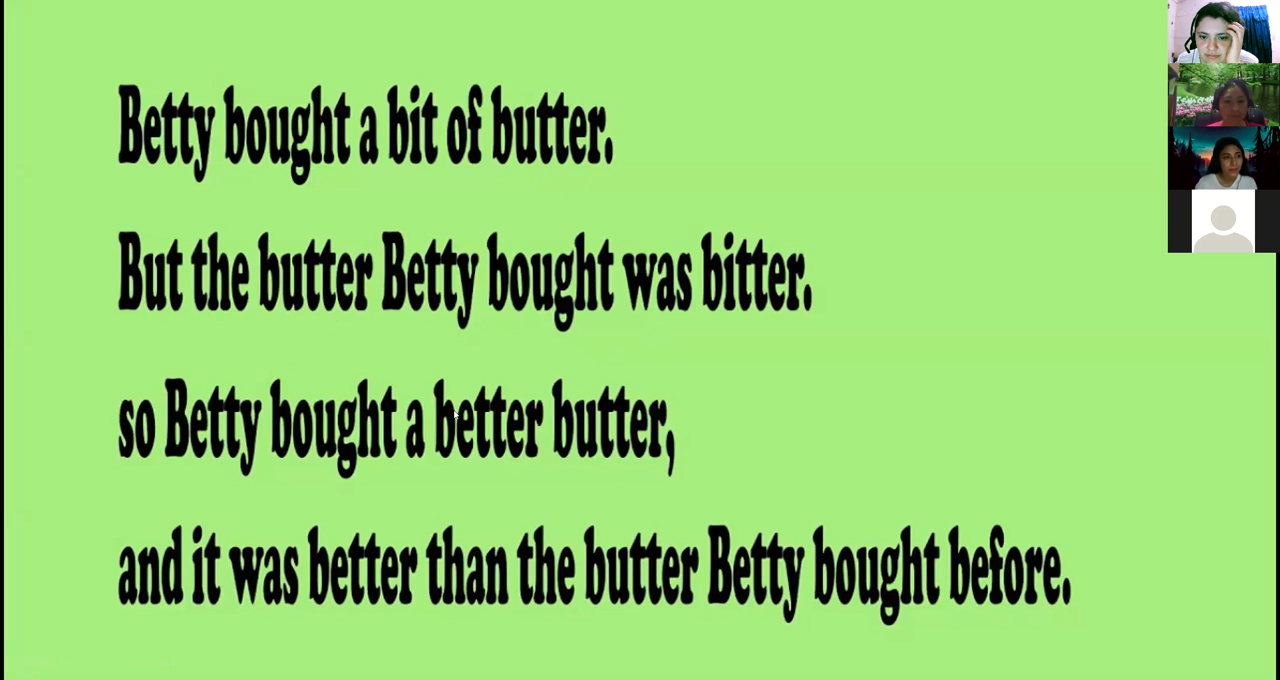 Betty bought a bit of butter.
But the butter Betty bought was bitter.
so Betty bought a better butter,
and it was better than the butter Betty bought before.